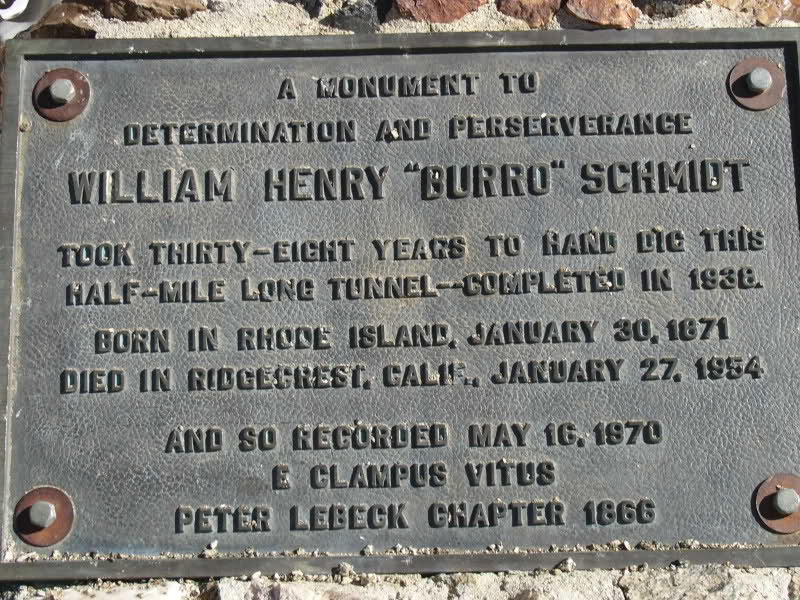 A MONUMENT TO
DETERMINATION AND PERSERVERANCE
WILLIAM HENRY "BURRO" SCHMIDT
TOOK THIRTY-EIGHT YEARS TO HAND DIG THIS
HALF-MILE LONG TUNNEL—COMPLETED IN 1938.
BORN IN RHODE ISLAND, JANUARY 30, 1871
DIED IN RIDGECREST, CALIF., JANUARY 27, 1954
AND SO RECORDED MAY 16, 1970
E CLAMPUS VITUS
PETER LEBECK CHAPTER 1866